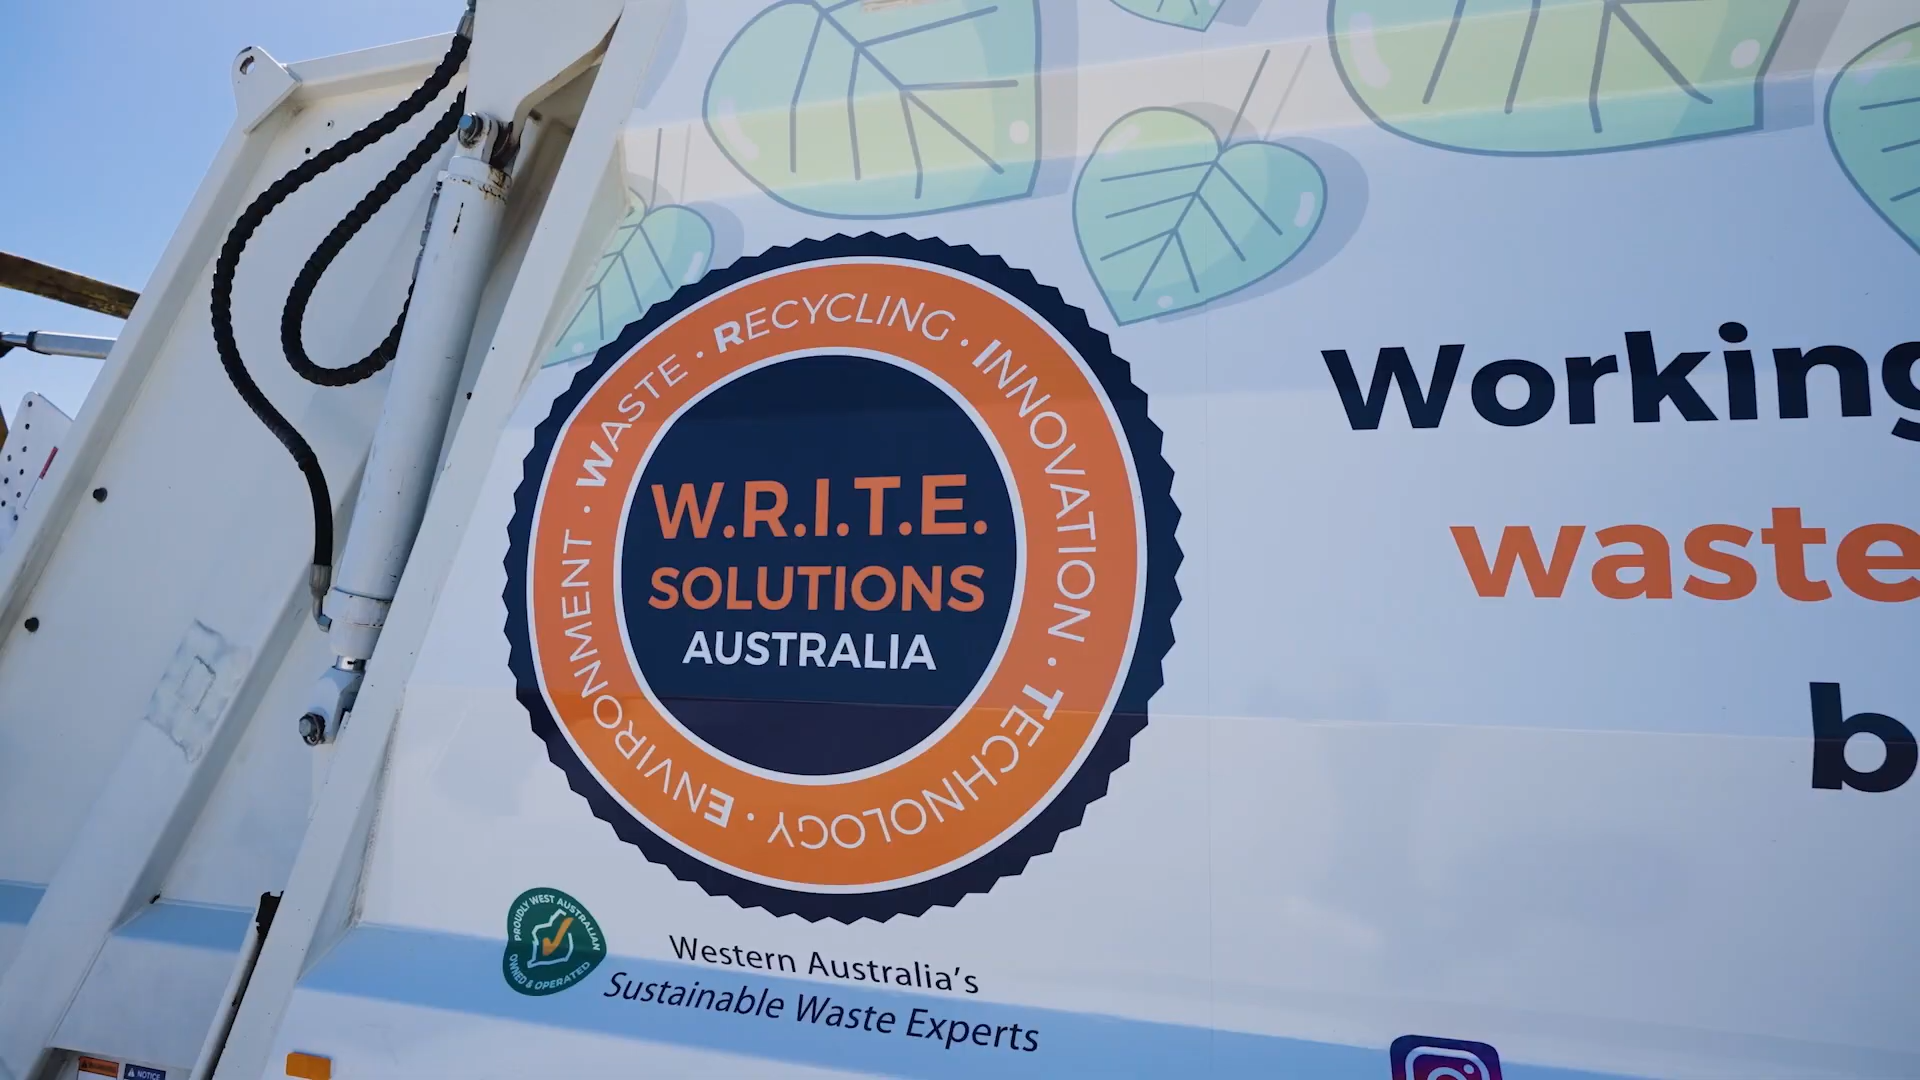 WASTE · RECYCLING · INNOVATION · TECHNOLOGY · ENVIRONMENT ·
W.R.I.T.E.
SOLUTIONS
AUSTRALIA
Working
waste
b
PROUDLY WEST AUSTRALIAN
OWNED & OPERATED
Western Australia's
Sustainable Waste Experts
NOTICE